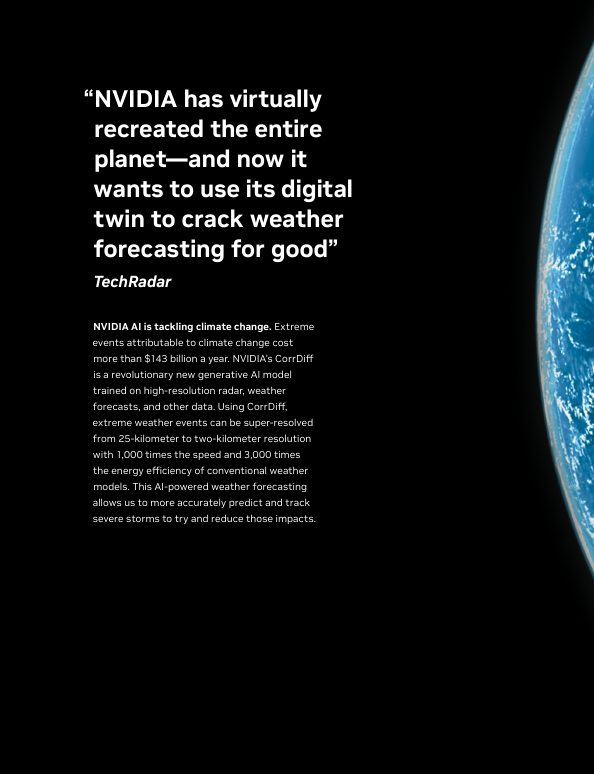 “NVIDIA has virtually
recreated the entire
planet—and now it
wants to use its digital
twin to crack weather
forecasting for good”
TechRadar
NVIDIA AI is tackling climate change. Extreme
events attributable to climate change cost
more than $143 billion a year. NVIDIA’s CorrDiff
is a revolutionary new generative AI model
trained on high-resolution radar, weather
forecasts, and other data. Using CorrDiff,
extreme weather events can be super-resolved
from 25-kilometer to two-kilometer resolution
with 1,000 times the speed and 3,000 times
the energy efficiency of conventional weather
models. This AI-powered weather forecasting
allows us to more accurately predict and track
severe storms to try and reduce those impacts.